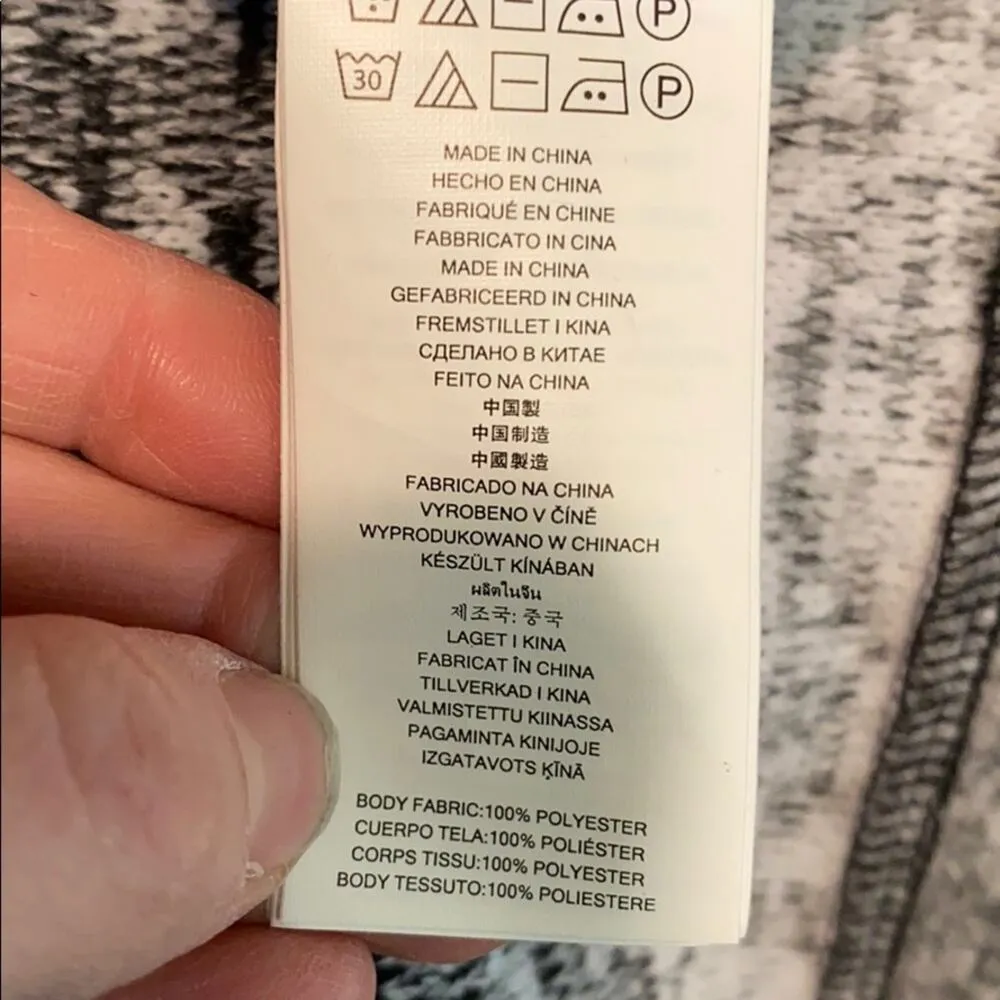 P
30 P
MADE IN CHINA
HECHO EN CHINA
FABRIQUÉ EN CHINE
FABBRICATO IN CINA
MADE IN CHINA
GEFABRICEERD IN CHINA
FREMSTILLET I KINA
СДЕЛАНО В КИТАЕ
FEITO NA CHINA
中国製
中国制造
中國製造
FABRICADO NA CHINA
VYROBENO V ČÍNĚ
WYPRODUKOWANO W CHINACH
KÉSZÜLT KÍNÁBAN
ผลิตในจีน
제조국: 중국
LAGET I KINA
FABRICAT ÎN CHINA
TILLVERKAD I KINA
VALMISTETTU KIINASSA
PAGAMINTA KINIJOJE
IZGATAVOTS ĶĪNĀ
BODY FABRIC:100% POLYESTER
CUERPO TELA:100% POLIÉSTER
CORPS TISSU:100% POLYESTER
BODY TESSUTO:100% POLIESTERE